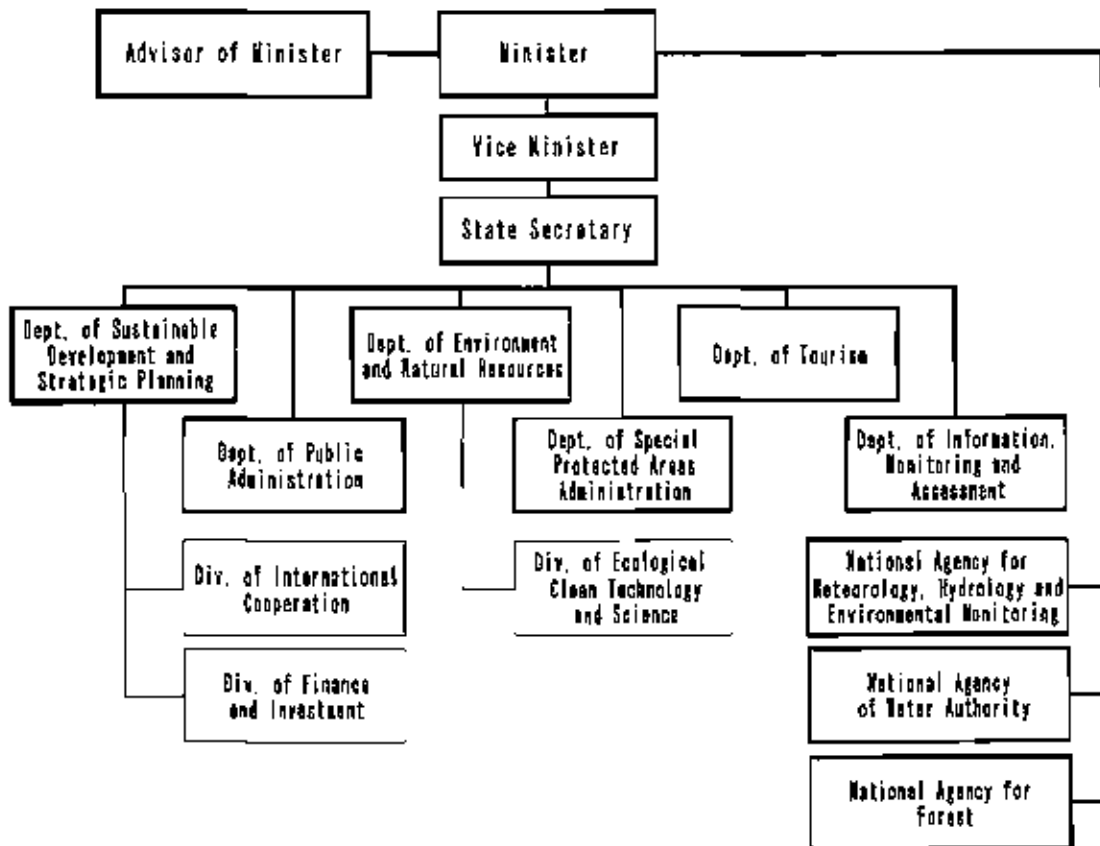 Advisor of Minister
Minister
Vice Minister
State Secretary
Dept. of Sustainable
Development and
Strategic Planning
Dept. of Environment
and Natural Resources
Dept. of Tourism
Dept. of Public
Administration
Dept. of Special
Protected Areas
Administration
Dept. of Information,
Monitoring and
Assessment
Div. of International
Cooperation
Div. of Ecological
Clean Technology
and Science
National Agency for
Meteorology, Hydrology and
Environmental Monitoring
Div. of Finance
and Investment
National Agency
of Water Authority
National Agency for
Forest